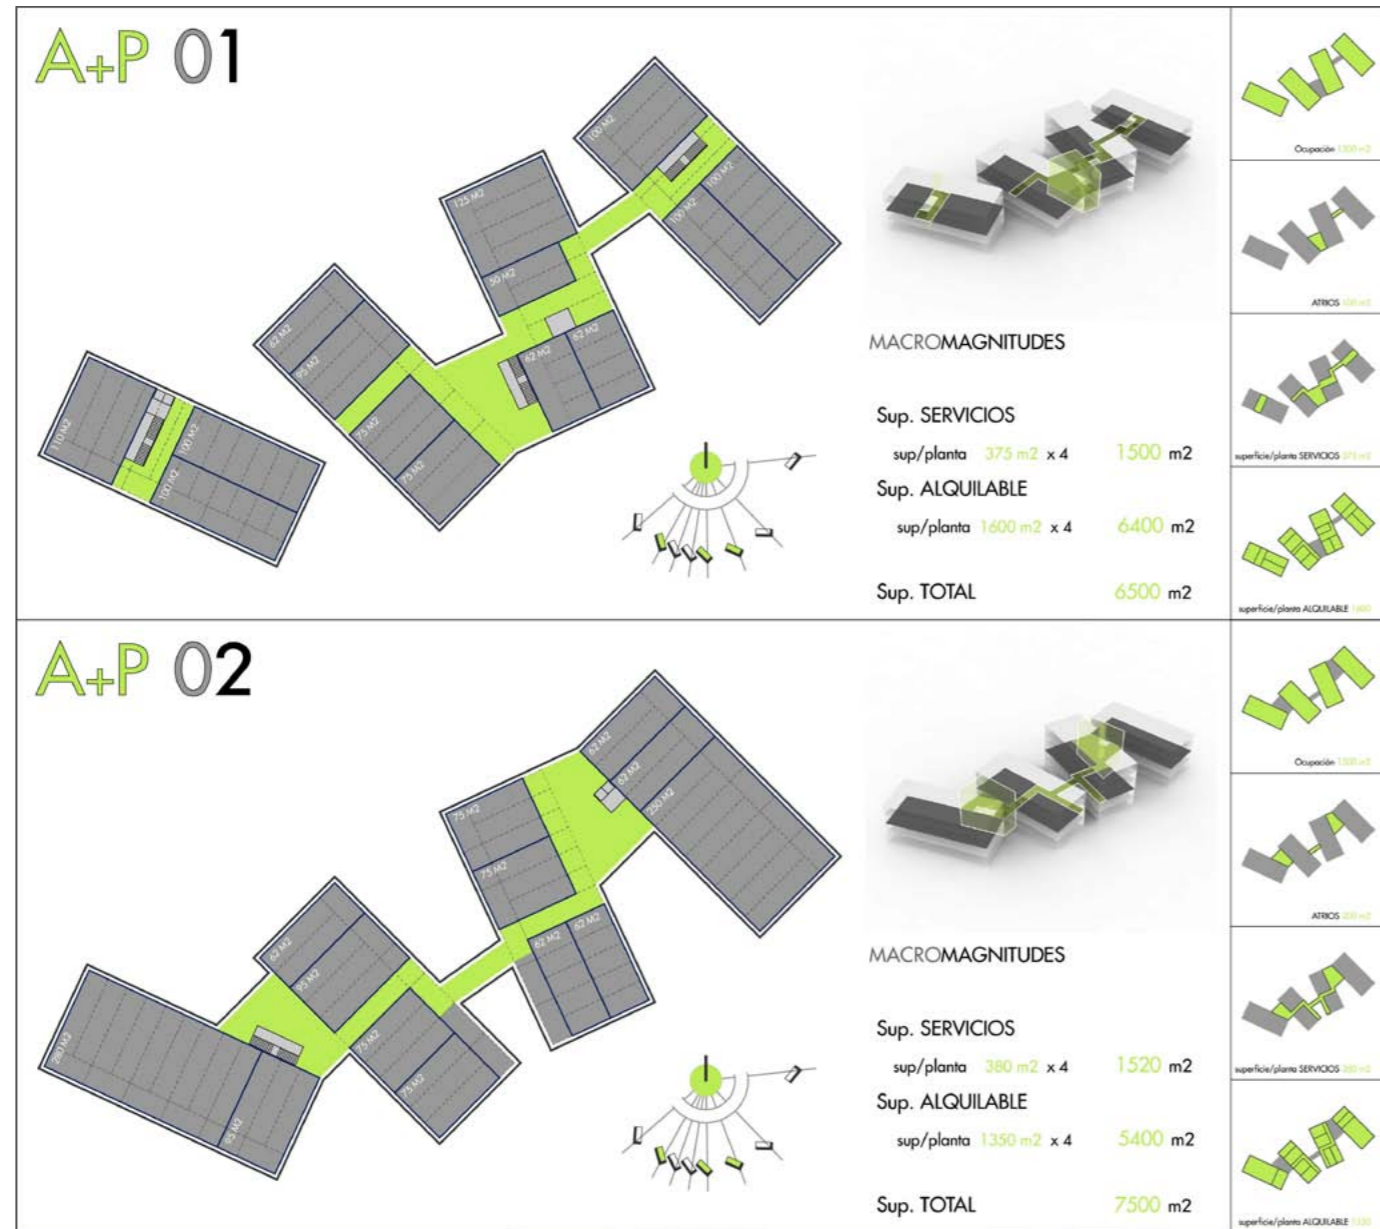 A+P 01
100 M2
100 M2
100 M2
125 M2
50 M2
62 M2
62 M2
62 M2
95 M2
75 M2
75 M2
110 M2
100 M2
100 M2
MACROMAGNITUDES
Sup. SERVICIOS
sup/planta 375 m2 x 4 1500 m2
Sup. ALQUILABLE
sup/planta 1600 m2 x 4 6400 m2
Sup. TOTAL 6500 m2
Ocupación
ATRIOS
superficie/planta SERVICIOS 375 m2
superficie/planta ALQUILABLE 1600
A+P 02
62 M2
62 M2
250 M2
75 M2
75 M2
62 M2
62 M2
62 M2
95 M2
75 M2
75 M2
280 M2
95 M2
MACROMAGNITUDES
Sup. SERVICIOS
sup/planta 380 m2 x 4 1520 m2
Sup. ALQUILABLE
sup/planta 1350 m2 x 4 5400 m2
Sup. TOTAL 7500 m2
Ocupación
ATRIOS
superficie/planta SERVICIOS
superficie/planta ALQUILABLE 1350